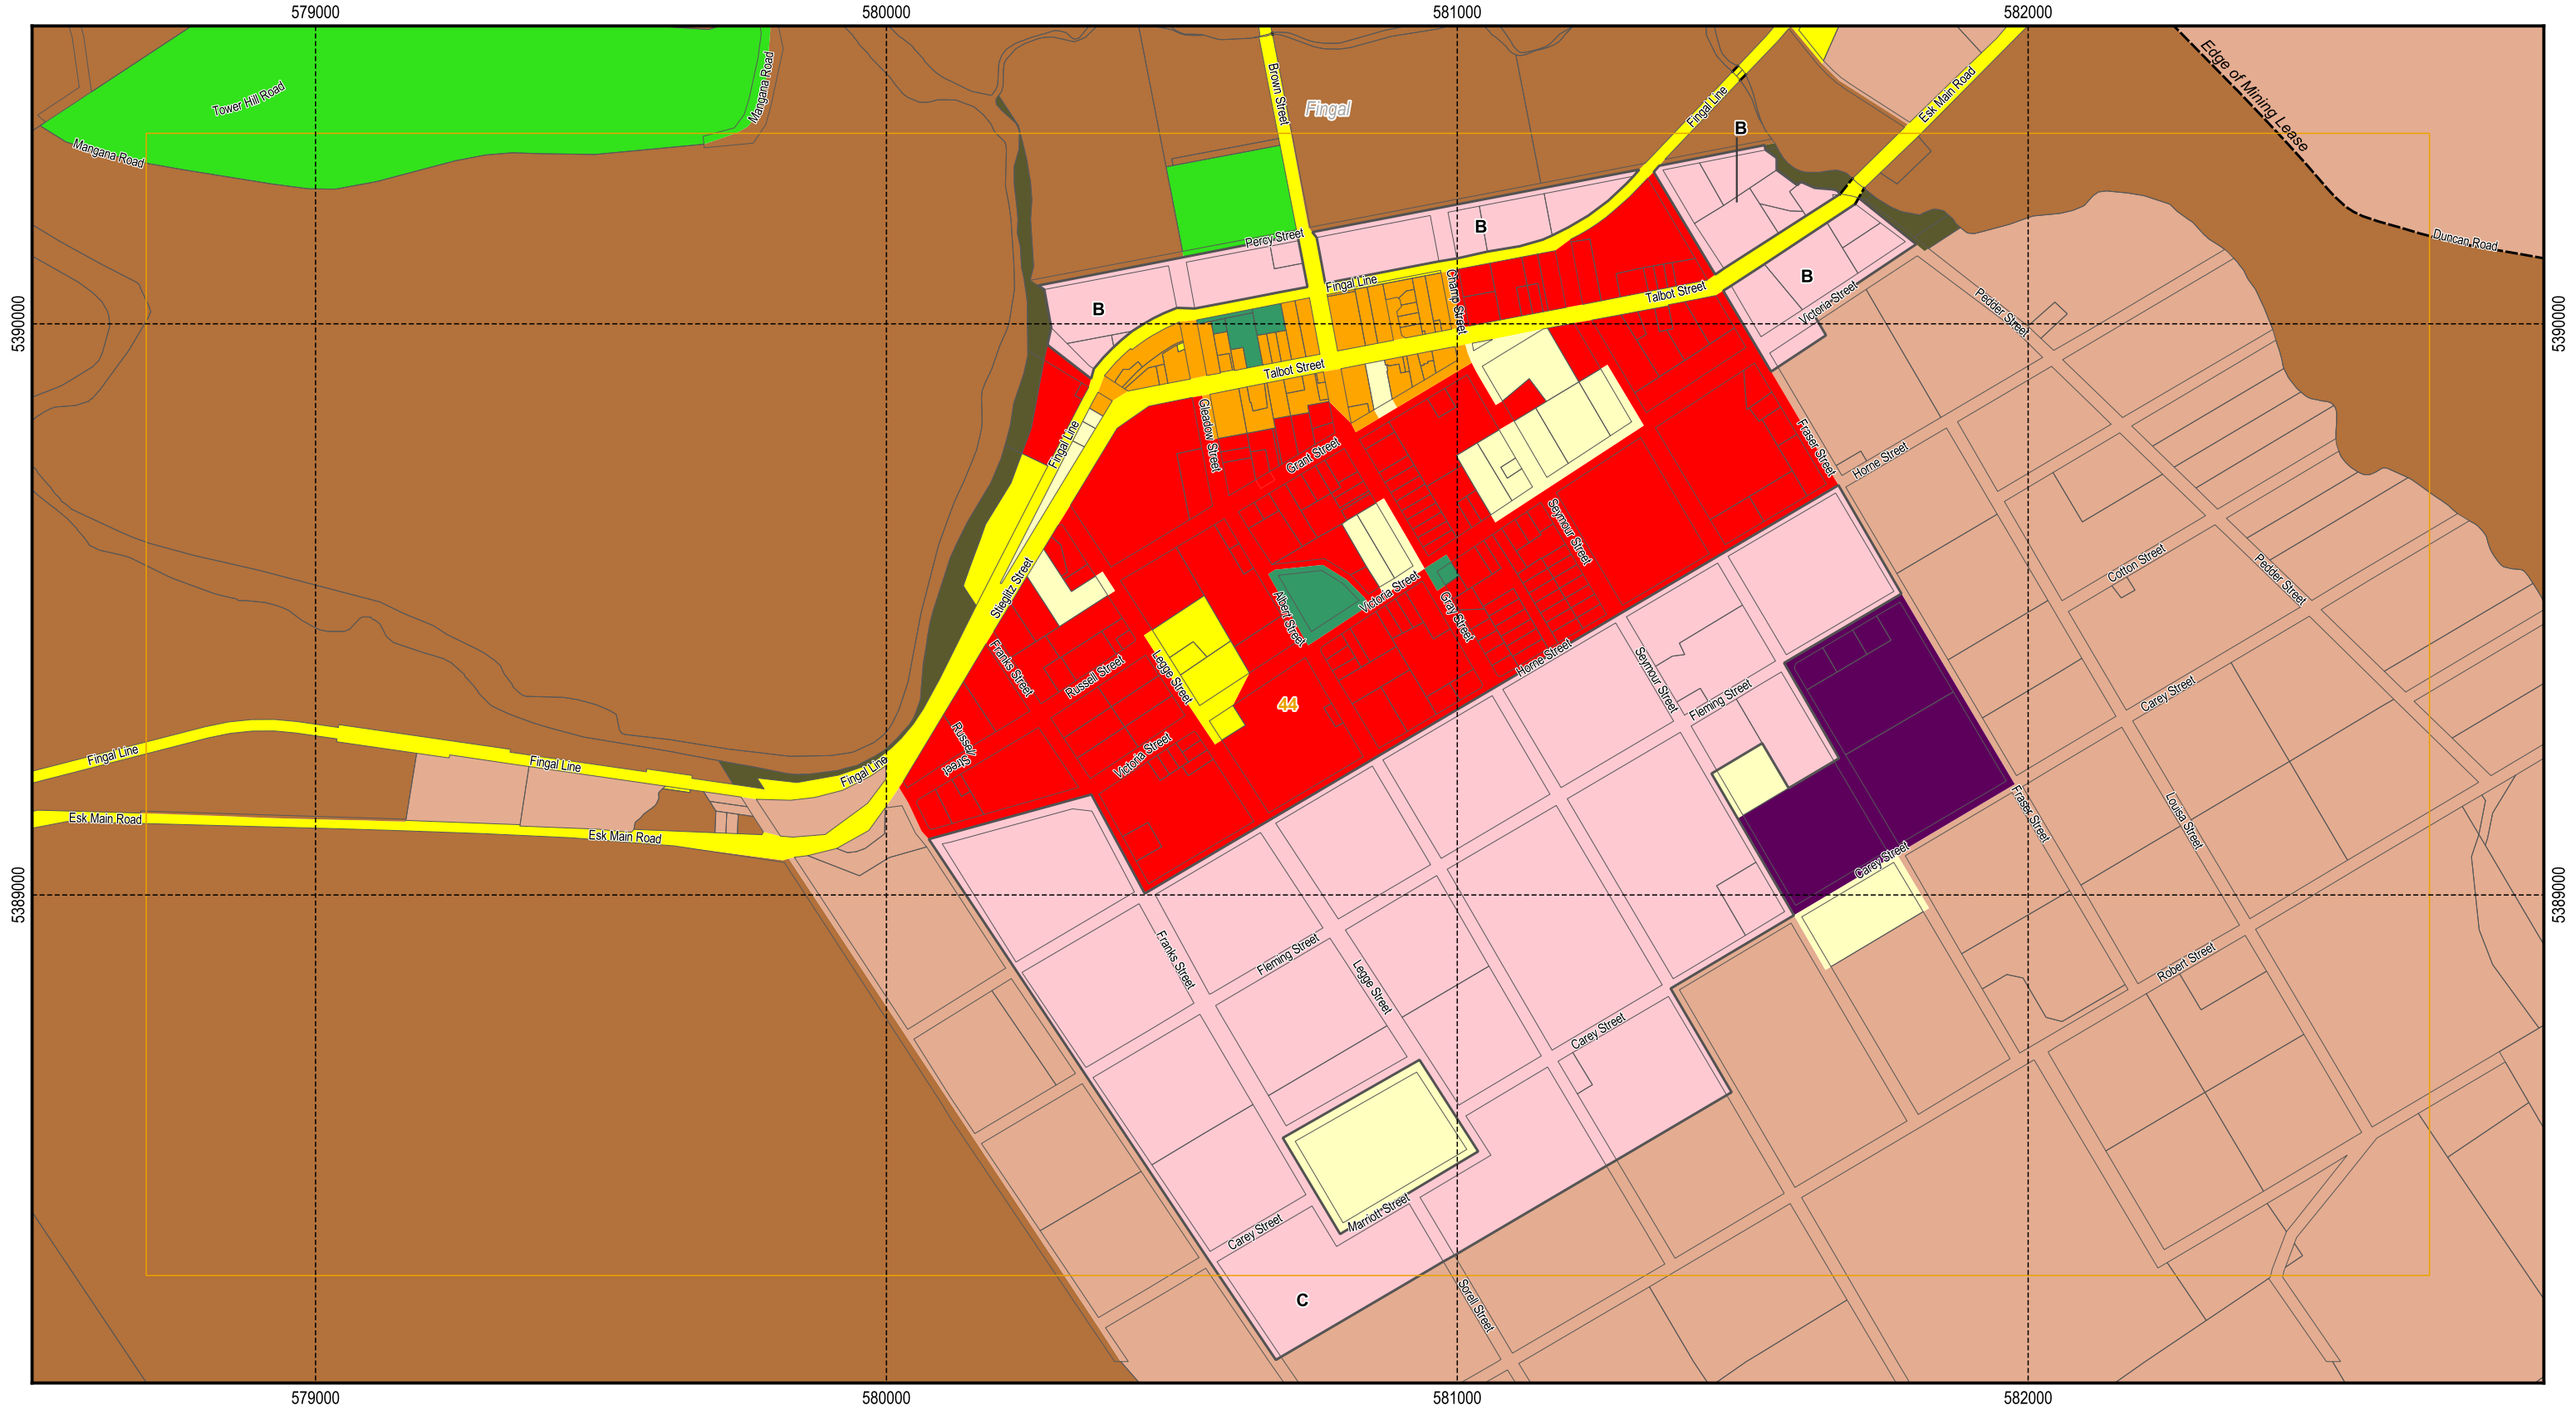 579000
580000
581000
582000
Edge of Mining Lease
Tower Hill Road
Mangana Road
Mangana Road
Brown Street
Fingal
Fingal Line
Esk Main Road
B
Duncan Road
Percy Street
B
B
B
Fingal Line
Champ Street
Talbot Street
Victoria Street
Pedder Street
5390000
5390000
Talbot Street
Gleadow Street
Fingal Line
Grant Street
Fraser Street
Horne Street
Seymour Street
Stieglitz Street
Albert Street
Victoria Street
Gray Street
Cotton Street
Pedder Street
Franks Street
Russell Street
Legge Street
Horne Street
Seymour Street
Fleming Street
Carey Street
44
Russell
Street
Victoria Street
Fingal Line
Fingal Line
Fingal Line
Esk Main Road
Esk Main Road
Fraser Street
Louisa Street
Carey Street
5389000
5389000
Franks Street
Fleming Street
Legge Street
Robert Street
Carey Street
Carey Street
Marriott Street
C
Sorell Street
579000
580000
581000
582000